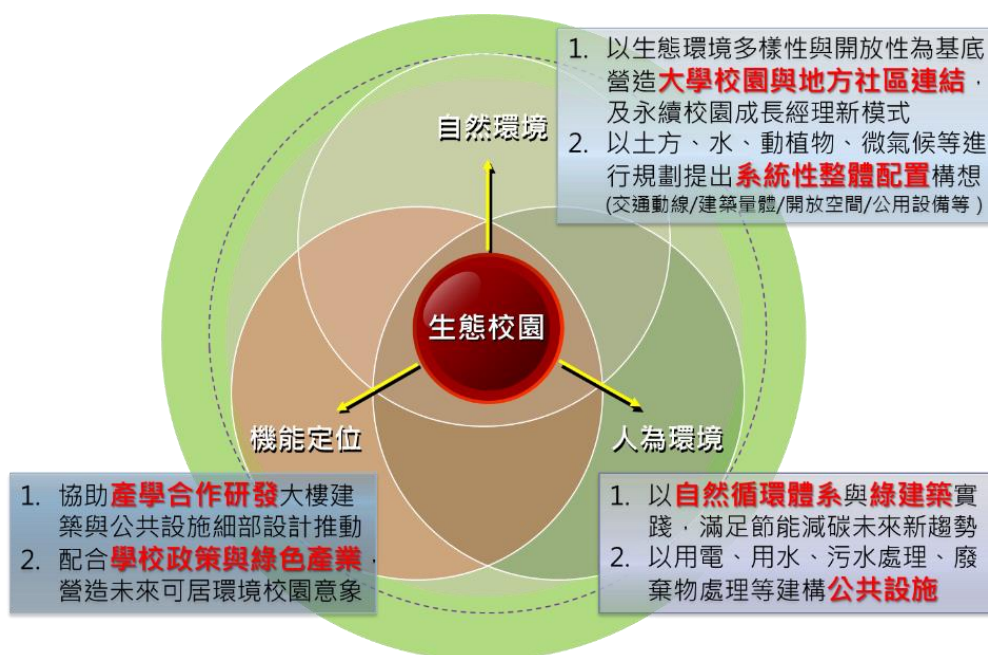 1. 以生態環境多樣性與開放性為基底
營造大學校園與地方社區連結，
及永續校園成長經理新模式
2. 以土方、水、動植物、微氣候等進
行規劃提出系統性整體配置構想
(交通動線/建築量體/開放空間/公用設備等)
自然環境
生態校園
機能定位
人為環境
1. 協助產學合作研發大樓建
築與公共設施細部設計推動
2. 配合學校政策與綠色產業，
營造未來可居環境校園意象
1. 以自然循環體系與綠建築實
踐，滿足節能減碳未來新趨勢
2. 以用電、用水、污水處理、廢
棄物處理等建構公共設施